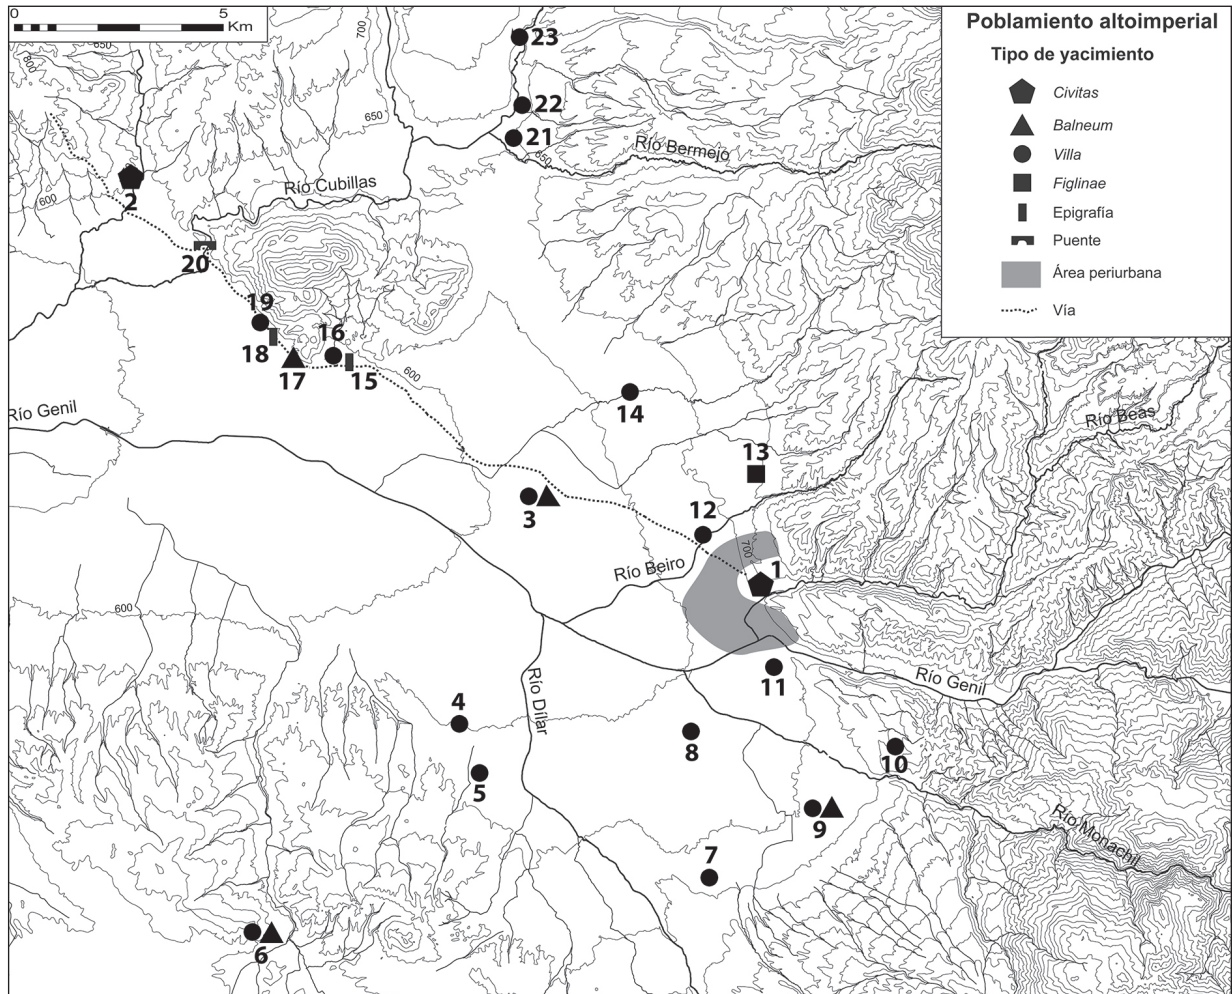 0 5 Km
Poblamiento altoimperial
Tipo de yacimiento
Civitas
Balneum
Villa
Figlinae
Epigrafía
Puente
Área periurbana
Vía
650
700
800
23
22
650
21
650
Río Bermejo
Río Cubillas
600
2
20
19
18
17
16
15
600
14
Río Genil
Río Beas
13
3
12
700
1
Río Beiro
600
Río Genil
11
4
Río Dílar
8
10
5
9
Río Monachil
7
6